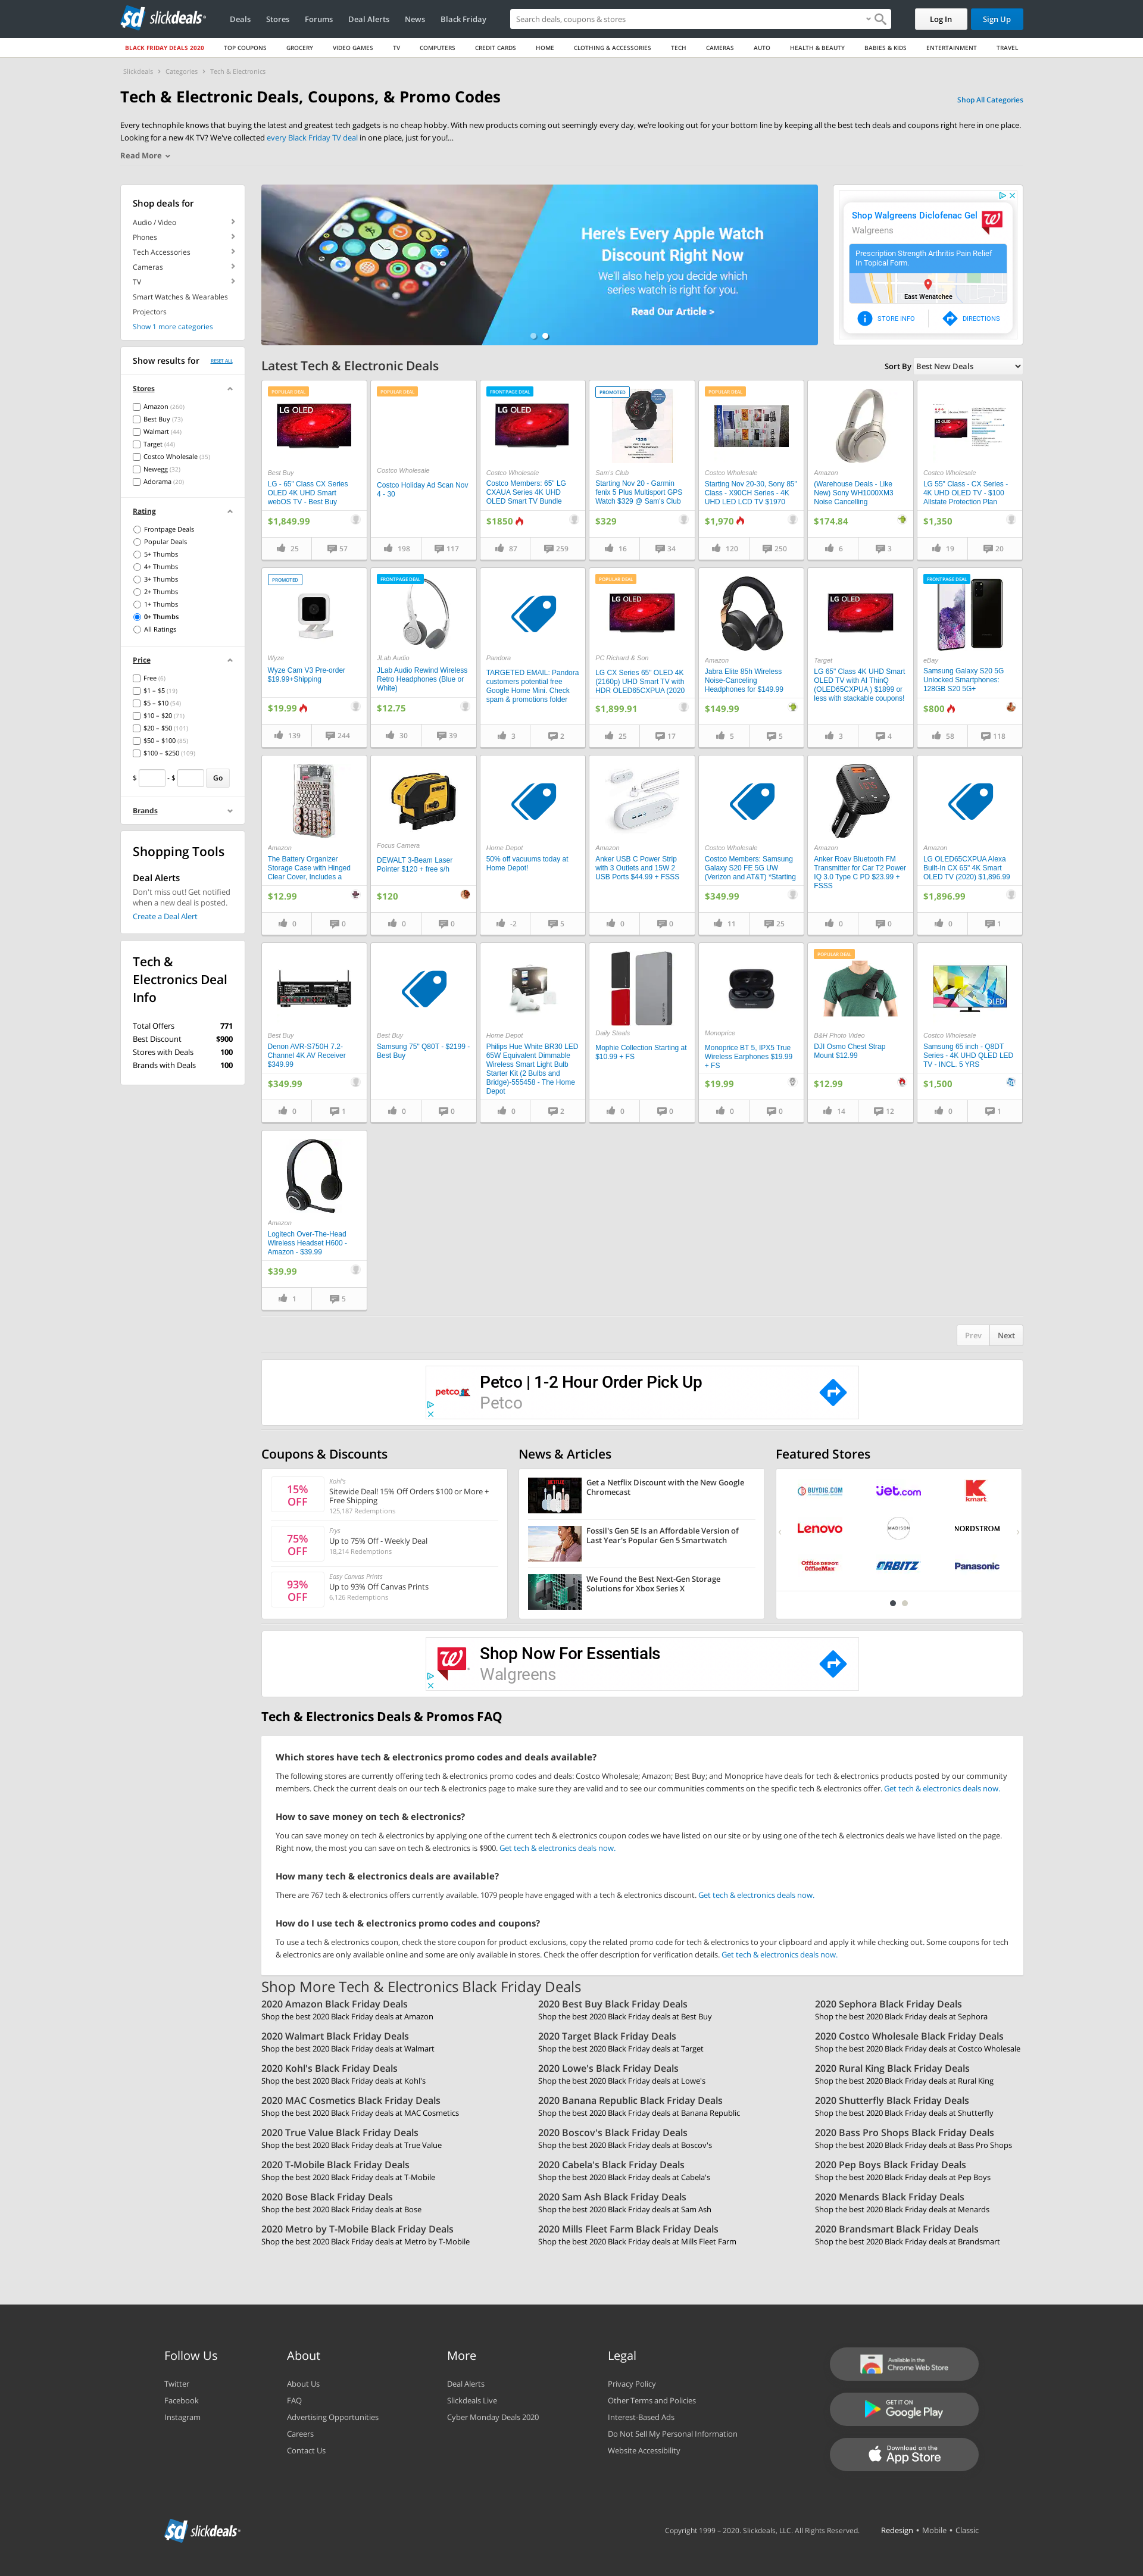 slickdeals
Deals
Stores
Forums
Deal Alerts
News
Black Friday
Search deals, coupons & stores
Log In
Sign Up
BLACK FRIDAY DEALS 2020
TOP COUPONS
GROCERY
VIDEO GAMES
TV
COMPUTERS
CREDIT CARDS
HOME
CLOTHING & ACCESSORIES
TECH
CAMERAS
AUTO
HEALTH & BEAUTY
BABIES & KIDS
ENTERTAINMENT
TRAVEL
Slickdeals › Categories › Tech & Electronics
Tech & Electronic Deals, Coupons, & Promo Codes
Shop All Categories
Every technophile knows that buying the latest and greatest tech gadgets is no cheap hobby. With new products coming out seemingly every day, we're looking out for your bottom line by keeping all the best tech deals and coupons right here in one place.
Looking for a new 4K TV? We've collected every Black Friday TV deal in one place, just for you!...
Read More
Shop deals for
Audio / Video
Phones
Tech Accessories
Cameras
TV
Smart Watches & Wearables
Projectors
Show 1 more categories
Show results for
RESET ALL
Stores
Amazon (260)
Best Buy (73)
Walmart (44)
Target (44)
Costco Wholesale (35)
Newegg (32)
Adorama (20)
Rating
Frontpage Deals
Popular Deals
5+ Thumbs
4+ Thumbs
3+ Thumbs
2+ Thumbs
1+ Thumbs
0+ Thumbs
All Ratings
Price
Free (6)
$1 – $5 (19)
$5 – $10 (54)
$10 – $20 (71)
$20 – $50 (101)
$50 – $100 (85)
$100 – $250 (109)
$ - $ Go
Brands
Shopping Tools
Deal Alerts
Don't miss out! Get notified
when a new deal is posted.
Create a Deal Alert
Tech &
Electronics Deal
Info
Total Offers 771
Best Discount $900
Stores with Deals 100
Brands with Deals 100
Here's Every Apple Watch
Discount Right Now
We'll also help you decide which
series watch is right for you.
Read Our Article >
Shop Walgreens Diclofenac Gel
Walgreens
Prescription Strength Arthritis Pain Relief
In Topical Form.
East Wenatchee
STORE INFO
DIRECTIONS
Latest Tech & Electronic Deals
Sort By Best New Deals
POPULAR DEAL
LG OLED
Best Buy
LG - 65" Class CX Series
OLED 4K UHD Smart
webOS TV - Best Buy
$1,849.99
25
57
POPULAR DEAL
Costco Wholesale
Costco Holiday Ad Scan Nov
4 - 30
198
117
FRONTPAGE DEAL
LG OLED
Costco Wholesale
Costco Members: 65" LG
CXAUA Series 4K UHD
OLED Smart TV Bundle
$1850
87
259
PROMOTED
$329
Sam's Club
Starting Nov 20 - Garmin
fenix 5 Plus Multisport GPS
Watch $329 @ Sam's Club
$329
16
34
POPULAR DEAL
Costco Wholesale
Starting Nov 20-30, Sony 85"
Class - X90CH Series - 4K
UHD LED LCD TV $1970
$1,970
120
250
Amazon
(Warehouse Deals - Like
New) Sony WH1000XM3
Noise Cancelling
$174.84
6
3
Costco Wholesale
LG 55" Class - CX Series -
4K UHD OLED TV - $100
Allstate Protection Plan
$1,350
19
20
PROMOTED
Wyze
Wyze Cam V3 Pre-order
$19.99+Shipping
$19.99
139
244
FRONTPAGE DEAL
JLab Audio
JLab Audio Rewind Wireless
Retro Headphones (Blue or
White)
$12.75
30
39
Pandora
TARGETED EMAIL: Pandora
customers potential free
Google Home Mini. Check
spam & promotions folder
3
2
POPULAR DEAL
LG OLED
PC Richard & Son
LG CX Series 65" OLED 4K
(2160p) UHD Smart TV with
HDR OLED65CXPUA (2020
$1,899.91
25
17
Amazon
Jabra Elite 85h Wireless
Noise-Canceling
Headphones for $149.99
$149.99
5
5
LG OLED
Target
LG 65" Class 4K UHD Smart
OLED TV with AI ThinQ
(OLED65CXPUA ) $1899 or
less with stackable coupons!
3
4
FRONTPAGE DEAL
eBay
Samsung Galaxy S20 5G
Unlocked Smartphones:
128GB S20 5G+
$800
58
118
Amazon
The Battery Organizer
Storage Case with Hinged
Clear Cover, Includes a
$12.99
0
0
Focus Camera
DEWALT 3-Beam Laser
Pointer $120 + free s/h
$120
0
0
Home Depot
50% off vacuums today at
Home Depot!
-2
5
Amazon
Anker USB C Power Strip
with 3 Outlets and 15W 2
USB Ports $44.99 + FSSS
0
0
Costco Wholesale
Costco Members: Samsung
Galaxy S20 FE 5G UW
(Verizon and AT&T) *Starting
$349.99
11
25
Amazon
Anker Roav Bluetooth FM
Transmitter for Car T2 Power
IQ 3.0 Type C PD $23.99 +
FSSS
0
0
Amazon
LG OLED65CXPUA Alexa
Built-In CX 65" 4K Smart
OLED TV (2020) $1,896.99
$1,896.99
0
1
Best Buy
Denon AVR-S750H 7.2-
Channel 4K AV Receiver
$349.99
$349.99
0
1
Best Buy
Samsung 75" Q80T - $2199 -
Best Buy
0
0
Home Depot
Philips Hue White BR30 LED
65W Equivalent Dimmable
Wireless Smart Light Bulb
Starter Kit (2 Bulbs and
Bridge)-555458 - The Home
Depot
0
2
Daily Steals
Mophie Collection Starting at
$10.99 + FS
0
0
Monoprice
Monoprice BT 5, IPX5 True
Wireless Earphones $19.99
+ FS
$19.99
0
0
POPULAR DEAL
B&H Photo Video
DJI Osmo Chest Strap
Mount $12.99
$12.99
14
12
QLED
Costco Wholesale
Samsung 65 inch - Q8DT
Series - 4K UHD QLED LED
TV - INCL. 5 YRS
$1,500
0
1
Amazon
Logitech Over-The-Head
Wireless Headset H600 -
Amazon - $39.99
$39.99
1
5
Prev
Next
petco
Petco | 1-2 Hour Order Pick Up
Petco
Coupons & Discounts
15%
OFF
Kohl's
Sitewide Deal! 15% Off Orders $100 or More +
Free Shipping
125,187 Redemptions
75%
OFF
Frys
Up to 75% Off - Weekly Deal
18,214 Redemptions
93%
OFF
Easy Canvas Prints
Up to 93% Off Canvas Prints
6,126 Redemptions
News & Articles
NETFLIX
Get a Netflix Discount with the New Google
Chromecast
Fossil's Gen 5E Is an Affordable Version of
Last Year's Popular Gen 5 Smartwatch
We Found the Best Next-Gen Storage
Solutions for Xbox Series X
Featured Stores
BUYDIG.COM
jet.com
kmart
Lenovo
MADISON
NORDSTROM
Office DEPOT
OfficeMax
ORBITZ
Panasonic
Shop Now For Essentials
Walgreens
Tech & Electronics Deals & Promos FAQ
Which stores have tech & electronics promo codes and deals available?
The following stores are currently offering tech & electronics promo codes and deals: Costco Wholesale; Amazon; Best Buy; and Monoprice have deals for tech & electronics products posted by our community
members. Check the current deals on our tech & electronics page to make sure they are valid and to see our communities comments on the specific tech & electronics offer. Get tech & electronics deals now.
How to save money on tech & electronics?
You can save money on tech & electronics by applying one of the current tech & electronics coupon codes we have listed on our site or by using one of the tech & electronics deals we have listed on the page.
Right now, the most you can save on tech & electronics is $900. Get tech & electronics deals now.
How many tech & electronics deals are available?
There are 767 tech & electronics offers currently available. 1079 people have engaged with a tech & electronics discount. Get tech & electronics deals now.
How do I use tech & electronics promo codes and coupons?
To use a tech & electronics coupon, check the store coupon for product exclusions, copy the related promo code for tech & electronics to your clipboard and apply it while checking out. Some coupons for tech
& electronics are only available online and some are only available in stores. Check the offer description for verification details. Get tech & electronics deals now.
Shop More Tech & Electronics Black Friday Deals
2020 Amazon Black Friday Deals
Shop the best 2020 Black Friday deals at Amazon
2020 Best Buy Black Friday Deals
Shop the best 2020 Black Friday deals at Best Buy
2020 Sephora Black Friday Deals
Shop the best 2020 Black Friday deals at Sephora
2020 Walmart Black Friday Deals
Shop the best 2020 Black Friday deals at Walmart
2020 Target Black Friday Deals
Shop the best 2020 Black Friday deals at Target
2020 Costco Wholesale Black Friday Deals
Shop the best 2020 Black Friday deals at Costco Wholesale
2020 Kohl's Black Friday Deals
Shop the best 2020 Black Friday deals at Kohl's
2020 Lowe's Black Friday Deals
Shop the best 2020 Black Friday deals at Lowe's
2020 Rural King Black Friday Deals
Shop the best 2020 Black Friday deals at Rural King
2020 MAC Cosmetics Black Friday Deals
Shop the best 2020 Black Friday deals at MAC Cosmetics
2020 Banana Republic Black Friday Deals
Shop the best 2020 Black Friday deals at Banana Republic
2020 Shutterfly Black Friday Deals
Shop the best 2020 Black Friday deals at Shutterfly
2020 True Value Black Friday Deals
Shop the best 2020 Black Friday deals at True Value
2020 Boscov's Black Friday Deals
Shop the best 2020 Black Friday deals at Boscov's
2020 Bass Pro Shops Black Friday Deals
Shop the best 2020 Black Friday deals at Bass Pro Shops
2020 T-Mobile Black Friday Deals
Shop the best 2020 Black Friday deals at T-Mobile
2020 Cabela's Black Friday Deals
Shop the best 2020 Black Friday deals at Cabela's
2020 Pep Boys Black Friday Deals
Shop the best 2020 Black Friday deals at Pep Boys
2020 Bose Black Friday Deals
Shop the best 2020 Black Friday deals at Bose
2020 Sam Ash Black Friday Deals
Shop the best 2020 Black Friday deals at Sam Ash
2020 Menards Black Friday Deals
Shop the best 2020 Black Friday deals at Menards
2020 Metro by T-Mobile Black Friday Deals
Shop the best 2020 Black Friday deals at Metro by T-Mobile
2020 Mills Fleet Farm Black Friday Deals
Shop the best 2020 Black Friday deals at Mills Fleet Farm
2020 Brandsmart Black Friday Deals
Shop the best 2020 Black Friday deals at Brandsmart
Follow Us
Twitter
Facebook
Instagram
About
About Us
FAQ
Advertising Opportunities
Careers
Contact Us
More
Deal Alerts
Slickdeals Live
Cyber Monday Deals 2020
Legal
Privacy Policy
Other Terms and Policies
Interest-Based Ads
Do Not Sell My Personal Information
Website Accessibility
Available in the
Chrome Web Store
GET IT ON
Google Play
Download on the
App Store
slickdeals
Copyright 1999 – 2020. Slickdeals, LLC. All Rights Reserved.
Redesign • Mobile • Classic